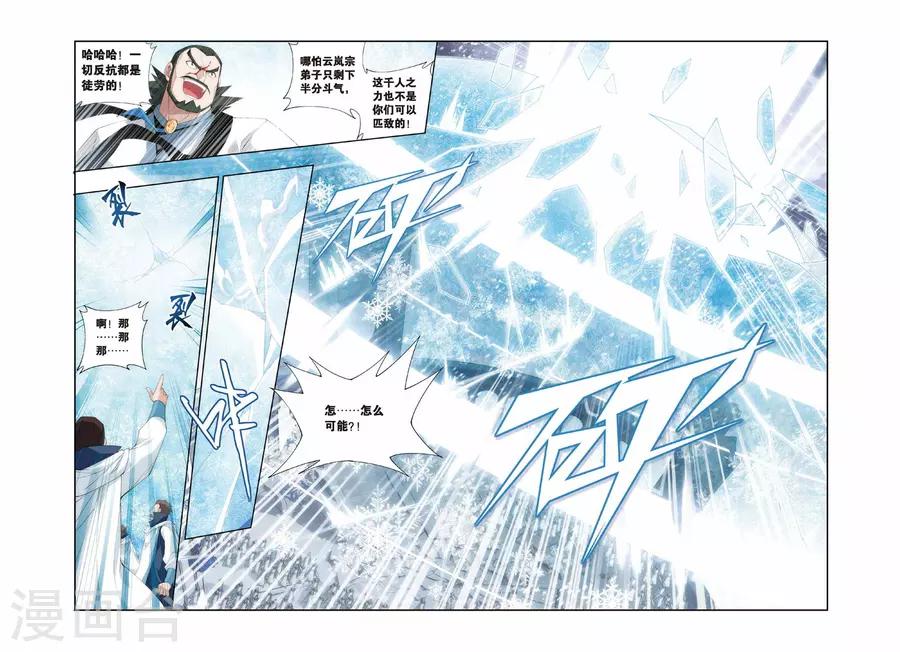 哈哈哈！一
切反抗都是
徒劳的！
哪怕云岚宗
弟子只剩下
半分斗气，
这千人之
力也不是
你们可以
匹敌的！
裂
裂
啊！那
……那
那……
咔
砰
怎……怎么
可能？！
砰
漫画台